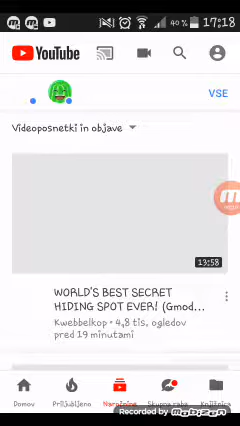 40% 17:18
YouTube
VSE
Videoposnetki in objave
13:58
WORLD'S BEST SECRET
HIDING SPOT EVER! (Gmod...
Kwebbelkop • 4,8 tis. ogledov
pred 19 minutami
Domov Priljubljeno Naročnine Skupna raba Knjižnica
Recorded by mobizen